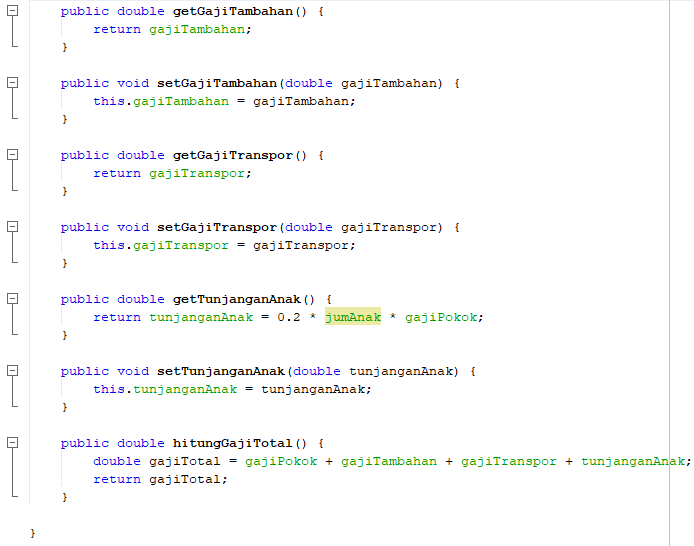 public double getGajiTambahan() {
return gajiTambahan;
}
public void setGajiTambahan(double gajiTambahan) {
this.gajiTambahan = gajiTambahan;
}
public double getGajiTranspor() {
return gajiTranspor;
}
public void setGajiTranspor(double gajiTranspor) {
this.gajiTranspor = gajiTranspor;
}
public double getTunjanganAnak() {
return tunjanganAnak = 0.2 * jumAnak * gajiPokok;
}
public void setTunjanganAnak(double tunjanganAnak) {
this.tunjanganAnak = tunjanganAnak;
}
public double hitungGajiTotal() {
double gajiTotal = gajiPokok + gajiTambahan + gajiTranspor + tunjanganAnak;
return gajiTotal;
}
}